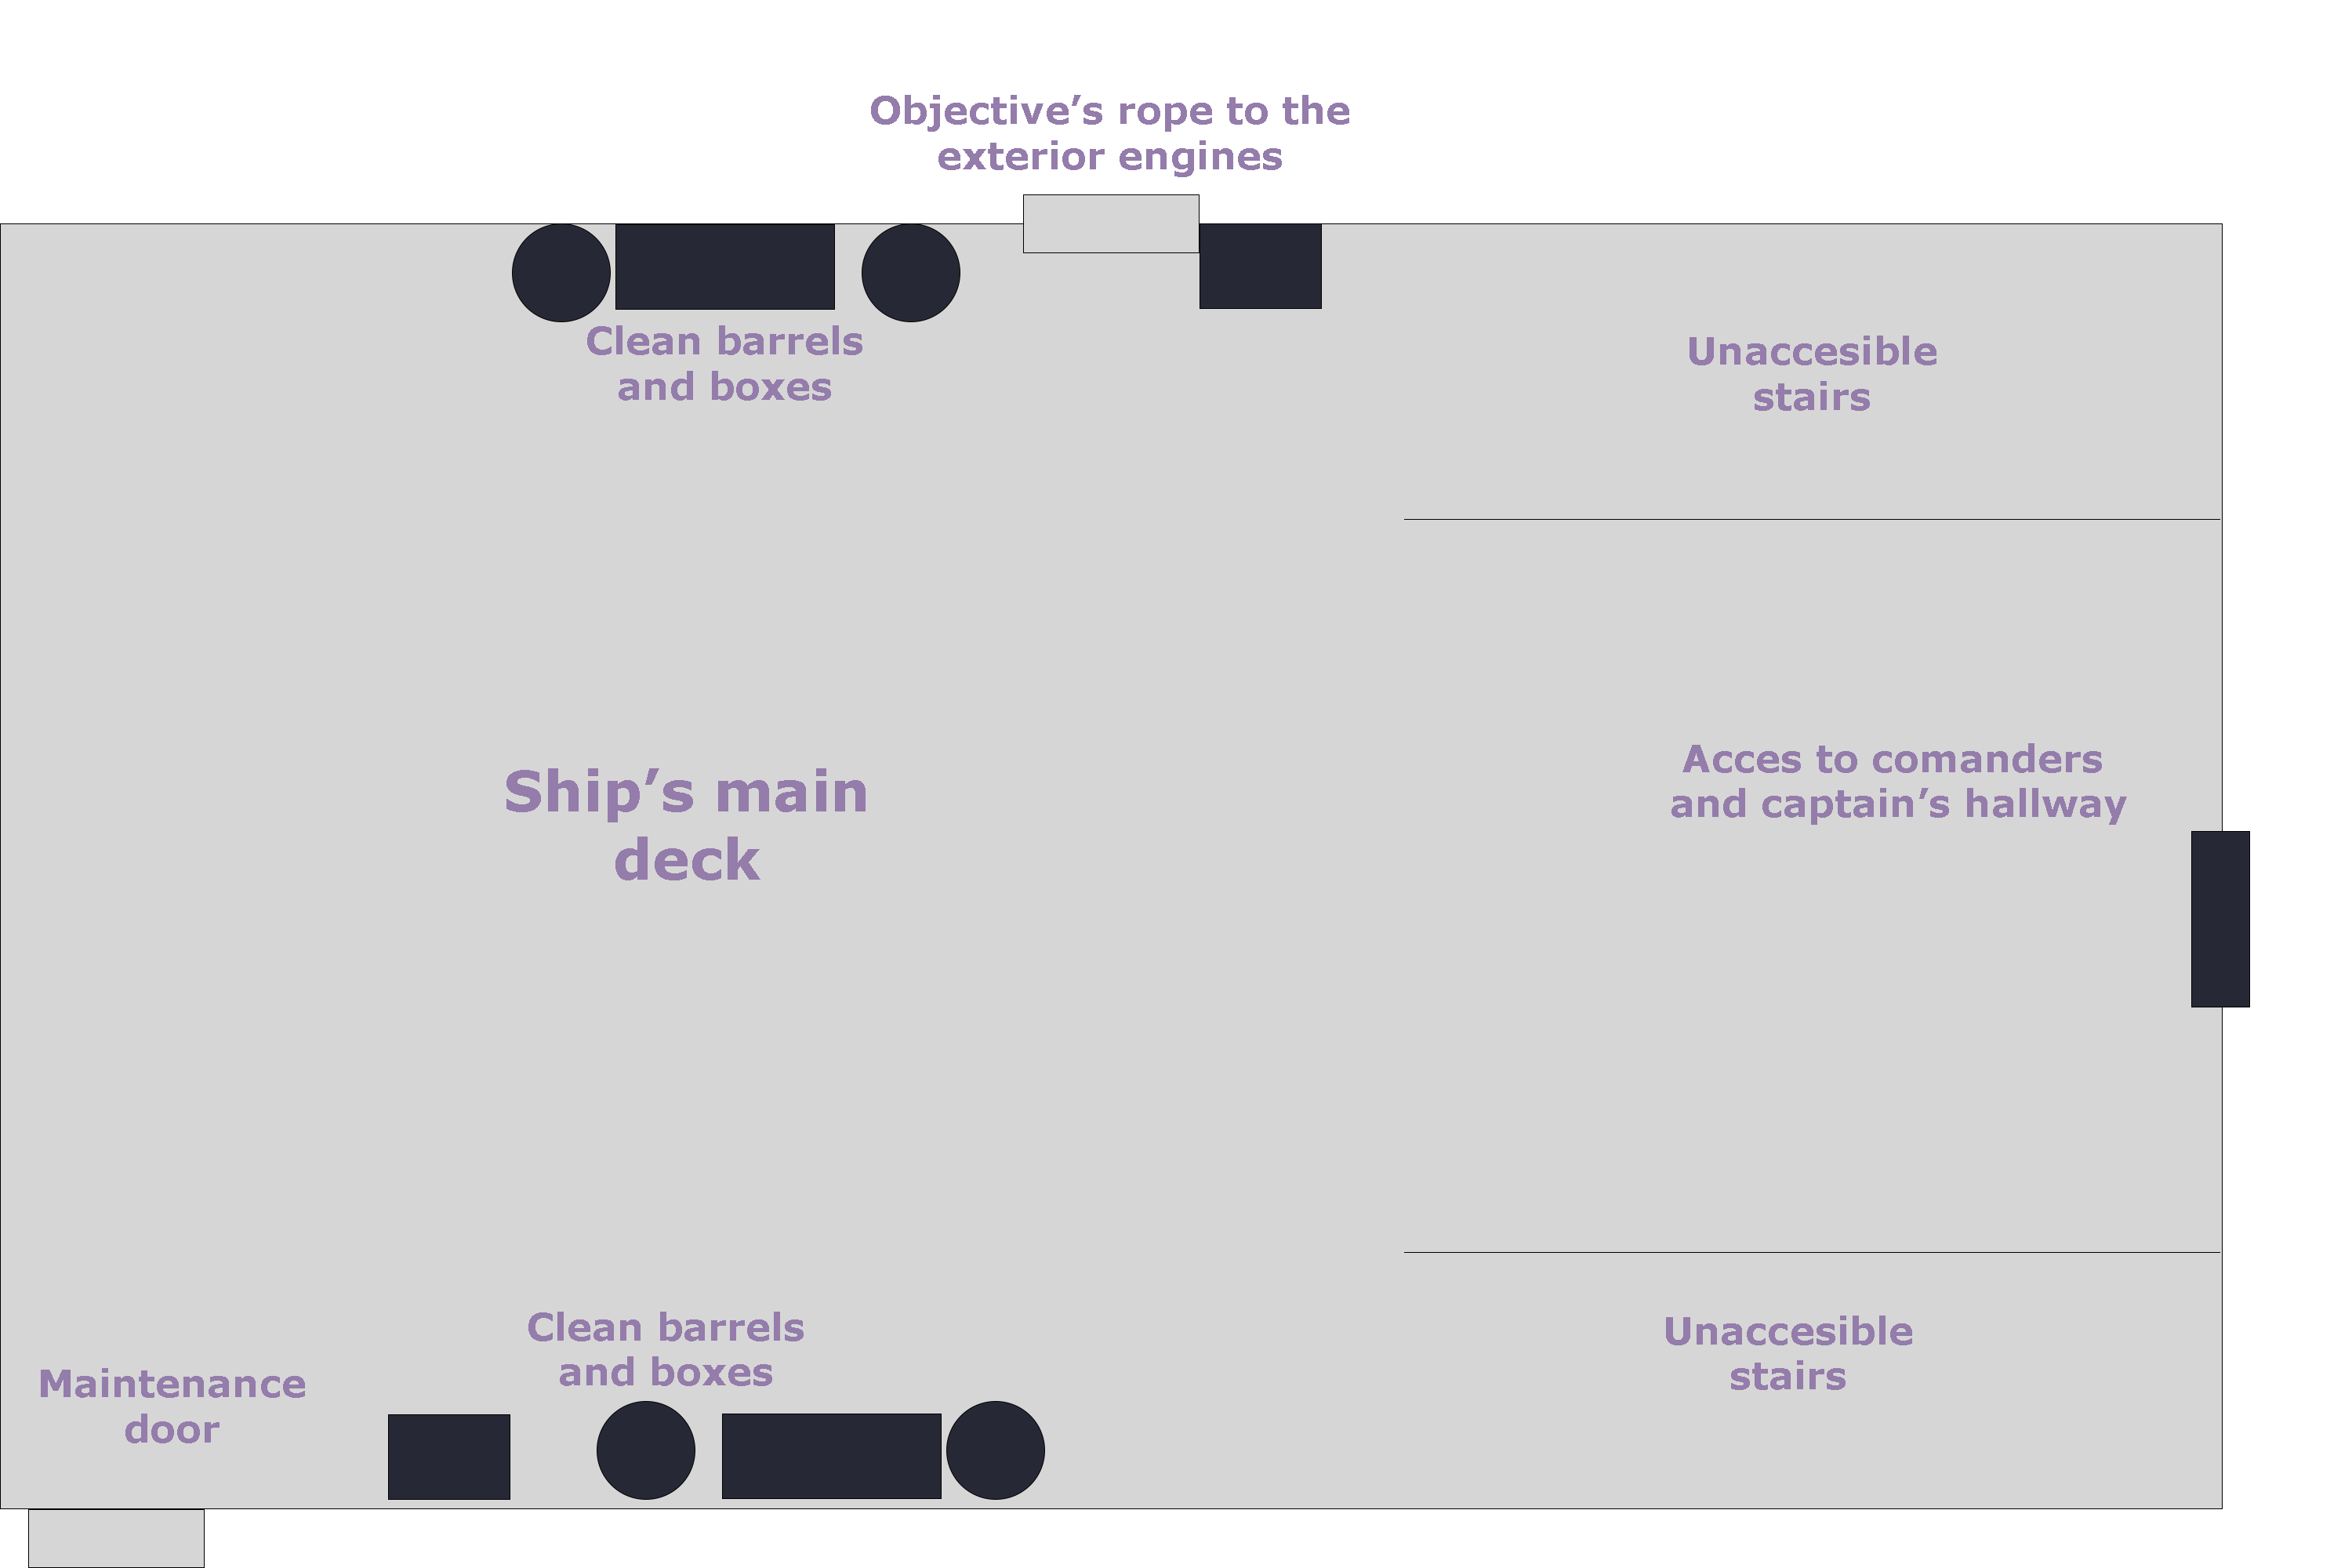 Objective’s rope to the
exterior engines
Clean barrels
and boxes
Unaccesible
stairs
Acces to comanders
and captain’s hallway
Ship’s main
deck
Clean barrels
and boxes
Unaccesible
stairs
Maintenance
door